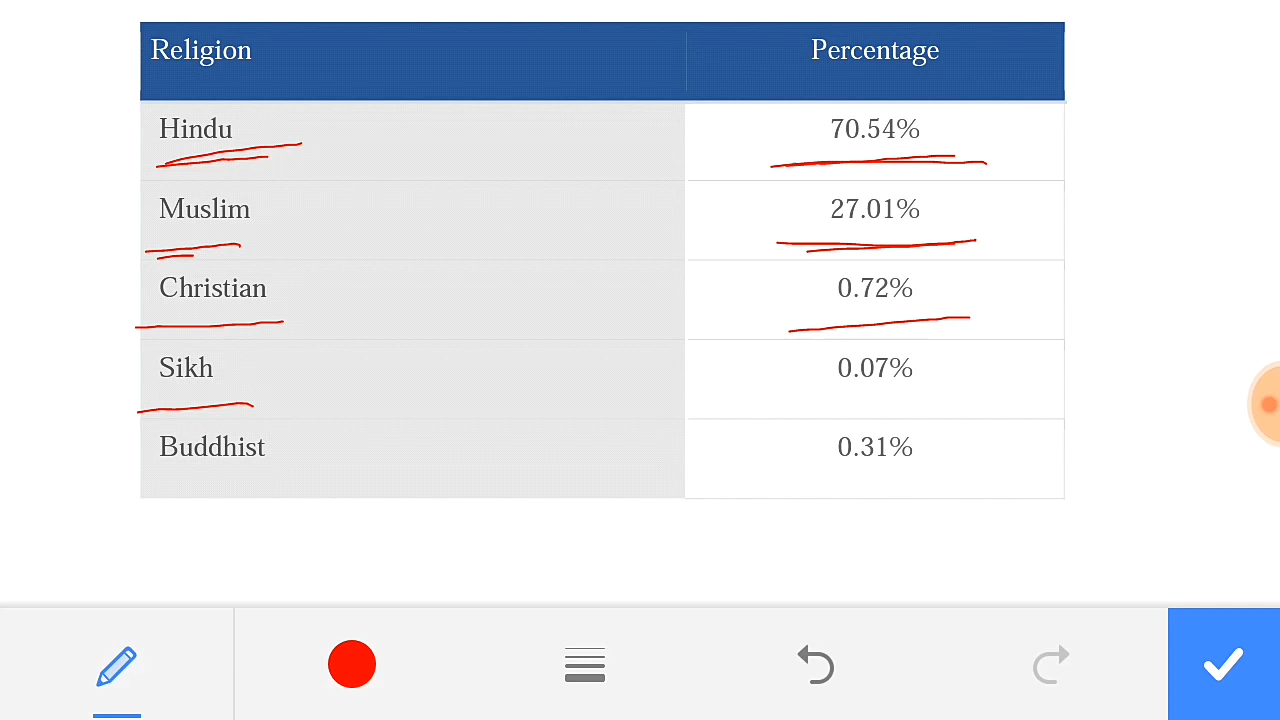 Religion Percentage
Hindu 70.54%
Muslim 27.01%
Christian 0.72%
Sikh 0.07%
Buddhist 0.31%